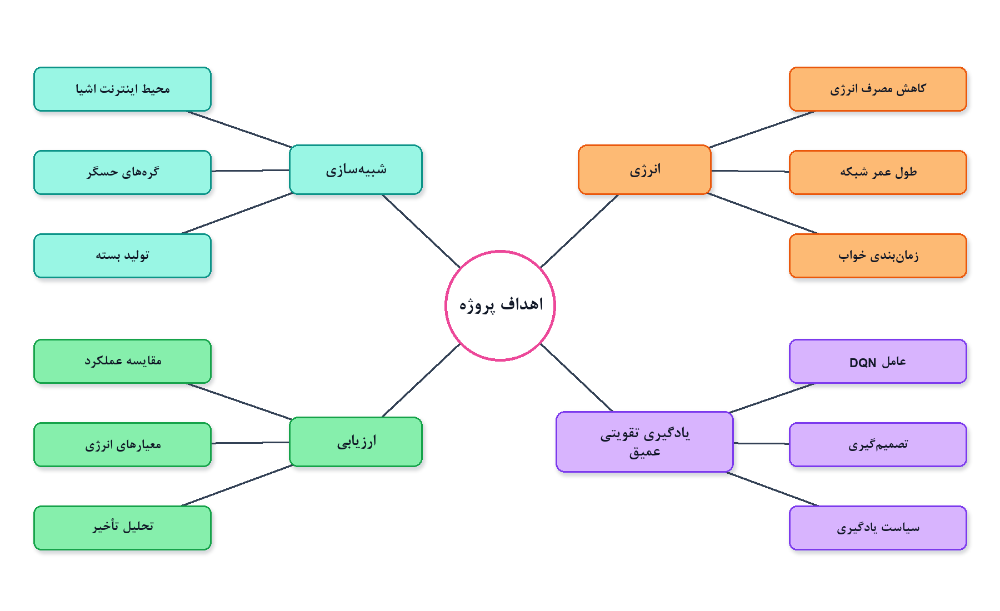 اهداف پروژه
انرژی
کاهش مصرف انرژی
طول عمر شبکه
زمان‌بندی خواب
شبیه‌سازی
محیط اینترنت اشیا
گره‌های حسگر
تولید بسته
یادگیری تقویتی
عمیق
عامل DQN
تصمیم‌گیری
سیاست یادگیری
ارزیابی
مقایسه عملکرد
معیارهای انرژی
تحلیل تأخیر